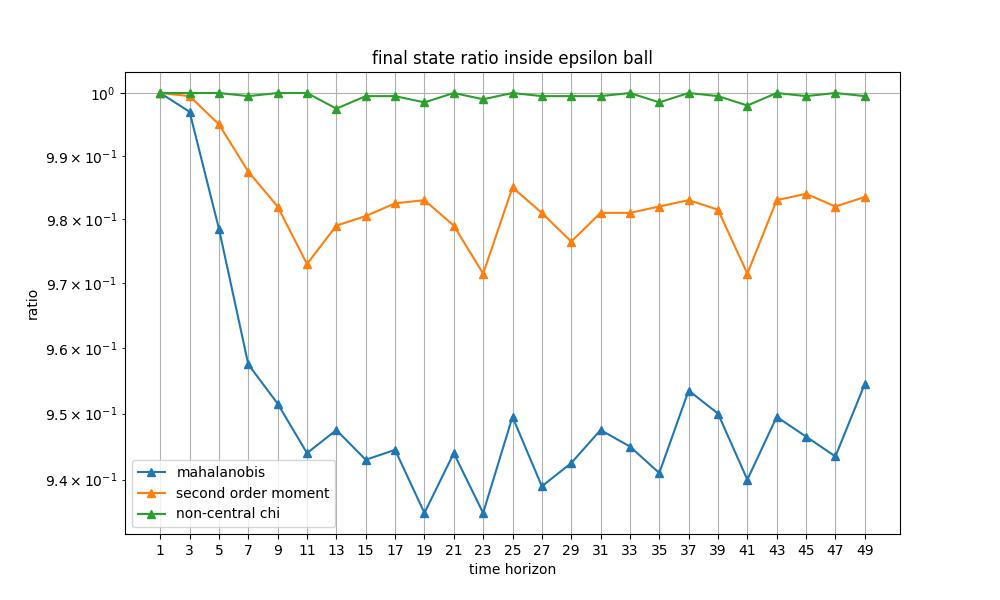 final state ratio inside epsilon ball
10⁰
9.9 × 10⁻¹
9.8 × 10⁻¹
9.7 × 10⁻¹
9.6 × 10⁻¹
9.5 × 10⁻¹
9.4 × 10⁻¹
ratio
mahalanobis
second order moment
non-central chi
1 3 5 7 9 11 13 15 17 19 21 23 25 27 29 31 33 35 37 39 41 43 45 47 49
time horizon